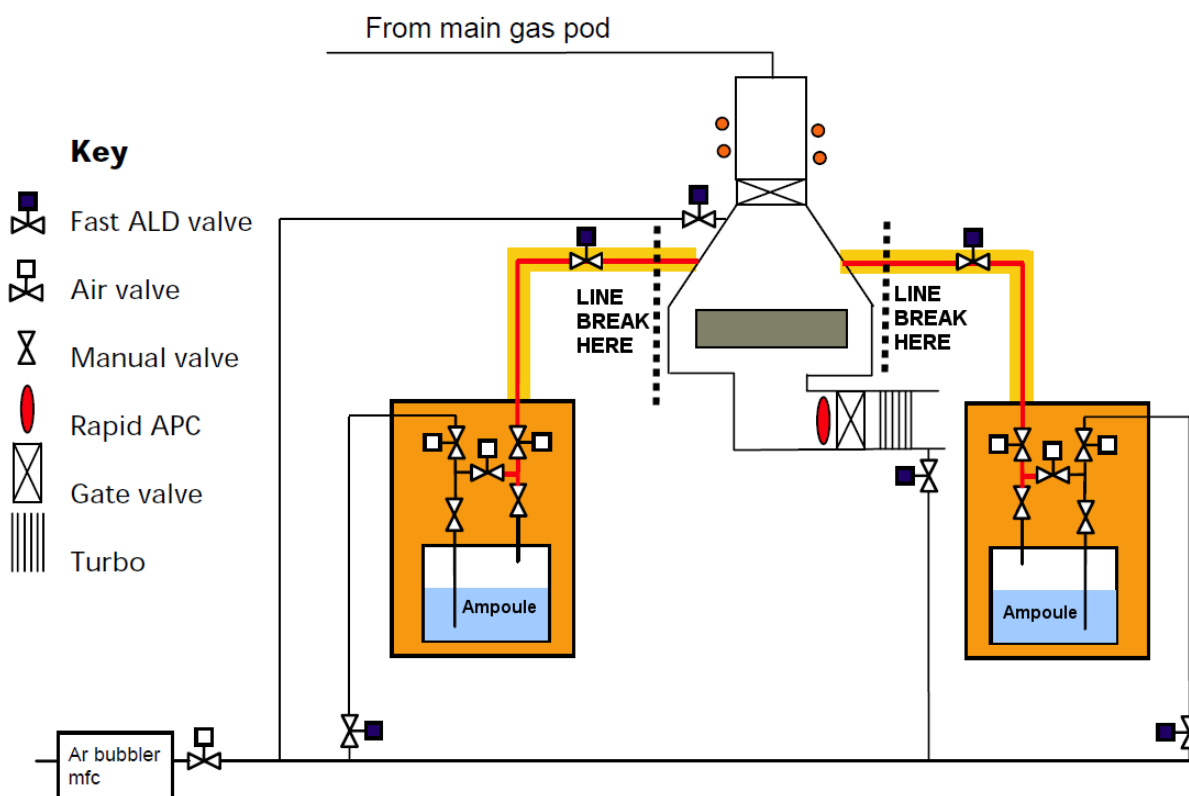 From main gas pod
Key
Fast ALD valve
Air valve
Manual valve
Rapid APC
Gate valve
Turbo
LINE
BREAK
HERE
LINE
BREAK
HERE
Ampoule
Ampoule
Ar bubbler
mfc